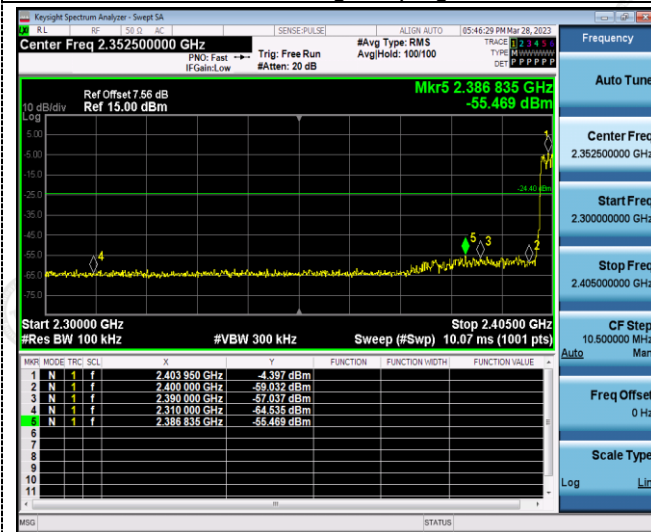 Keysight Spectrum Analyzer - Swept SA
RL RF 50 Ω AC SENSE:PULSE ALIGN AUTO 05:46:29 PM Mar 28, 2023
Center Freq 2.352500000 GHz
PNO: Fast
IFGain:Low
Trig: Free Run
#Atten: 20 dB
#Avg Type: RMS
Avg|Hold: 100/100
TRACE 1 2 3 4 5 6
TYPE M WWWWW
DET P P P P P P
Ref Offset 7.56 dB
10 dB/div Ref 15.00 dBm
Log
Mkr5 2.386 835 GHz
-55.469 dBm
5.00
-5.00
-15.0
-25.0
-35.0
-45.0
-55.0
-65.0
-75.0
1
-24.40 dBm
5
3
2
4
Start 2.30000 GHz Stop 2.40500 GHz
#Res BW 100 kHz #VBW 300 kHz Sweep (#Swp) 10.07 ms (1001 pts)
MKR MODE TRC SCL X Y FUNCTION FUNCTION WIDTH FUNCTION VALUE
1 N 1 f 2.403 950 GHz -4.397 dBm
2 N 1 f 2.400 000 GHz -59.032 dBm
3 N 1 f 2.390 000 GHz -57.037 dBm
4 N 1 f 2.310 000 GHz -64.535 dBm
5 N 1 f 2.386 835 GHz -55.469 dBm
6
7
8
9
10
11
MSG STATUS
Frequency
Auto Tune
Center Freq
2.352500000 GHz
Start Freq
2.300000000 GHz
Stop Freq
2.405000000 GHz
CF Step
10.500000 MHz
Auto Man
Freq Offset
0 Hz
Scale Type
Log Lin